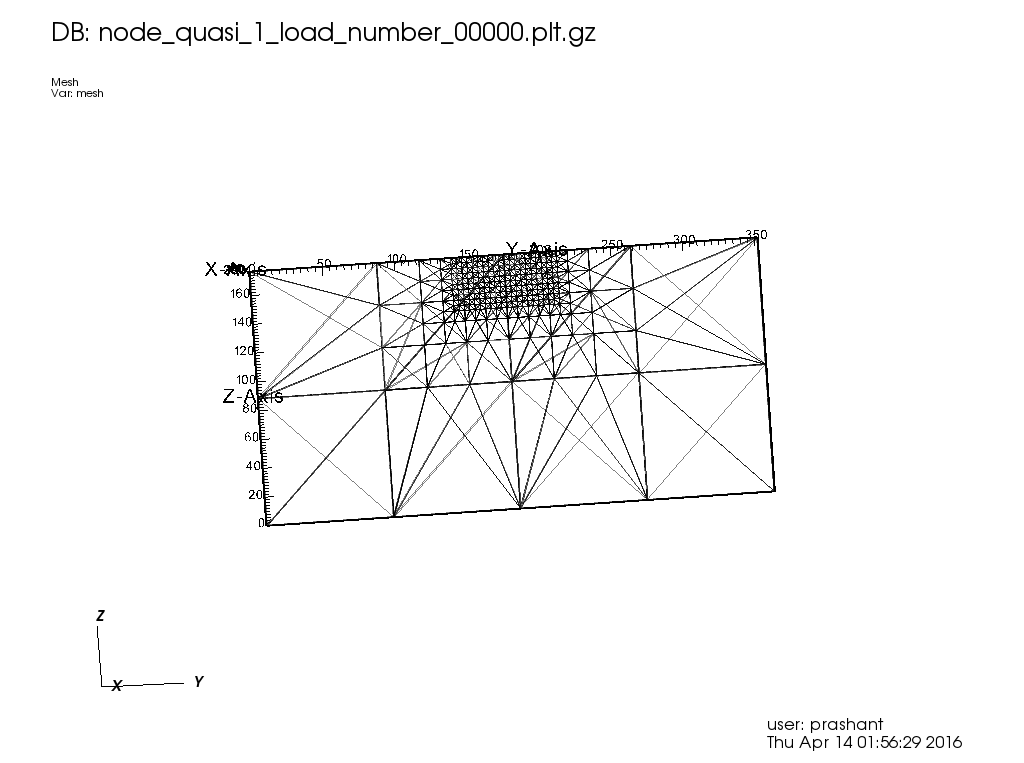 DB: node_quasi_1_load_number_00000.plt.gz
Mesh
Var: mesh
Y-Axis
50 100 150 250 300 350
X-Axis
160
140
120
100
Z-Axis
80
60
40
20
0
Z
X Y
user: prashant
Thu Apr 14 01:56:29 2016